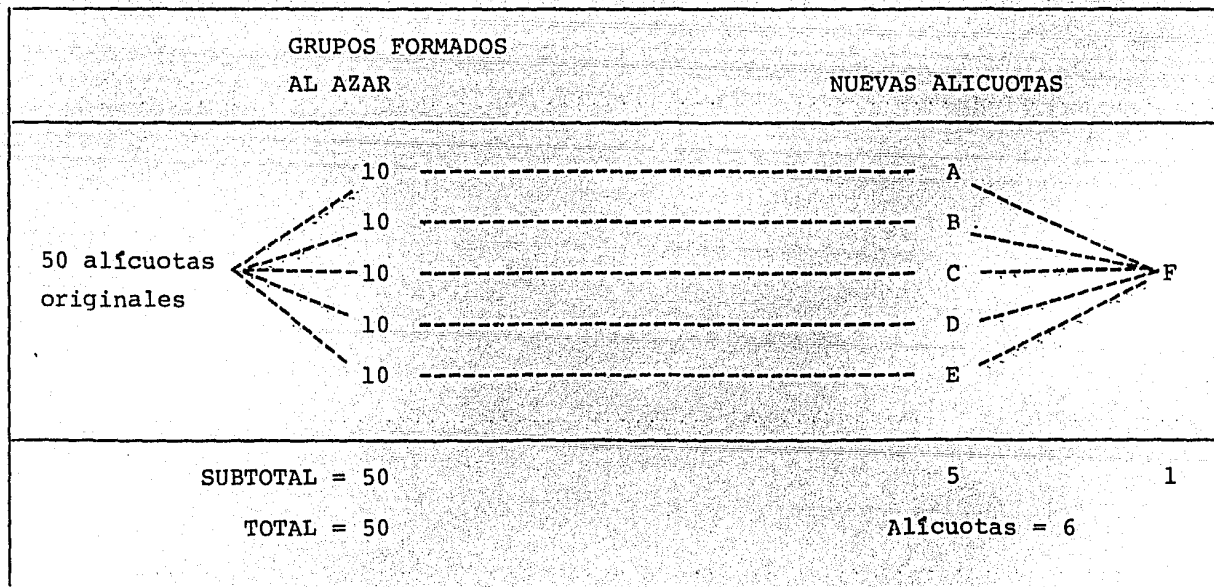 GRUPOS FORMADOS
AL AZAR NUEVAS ALICUOTAS
10 A
10 B
50 alícuotas 10 C F
originales
10 D
10 E
SUBTOTAL = 50 5 1
TOTAL = 50 Alícuotas = 6